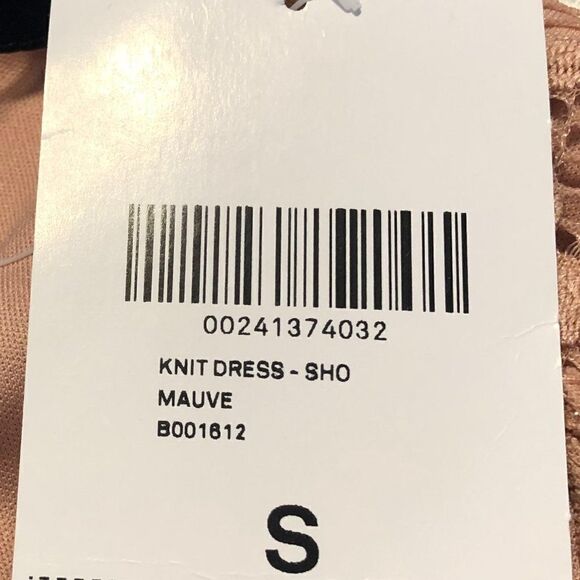 00241374032
KNIT DRESS - SHO
MAUVE
B001612
S